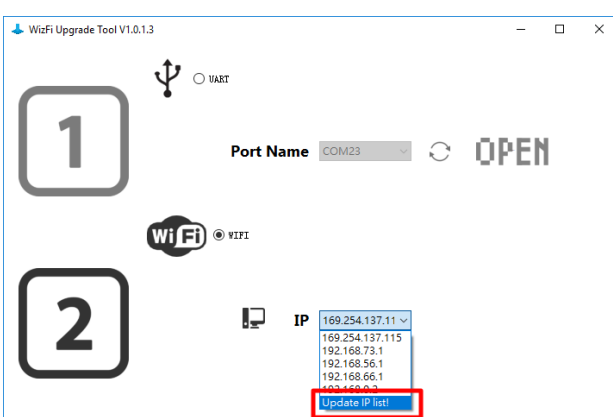 WizFi Upgrade Tool V1.0.1.3
UART
1
Port Name COM23 OPEN
WiFi WIFI
2
IP 169.254.137.11
169.254.137.115
192.168.73.1
192.168.56.1
192.168.66.1
Update IP list!